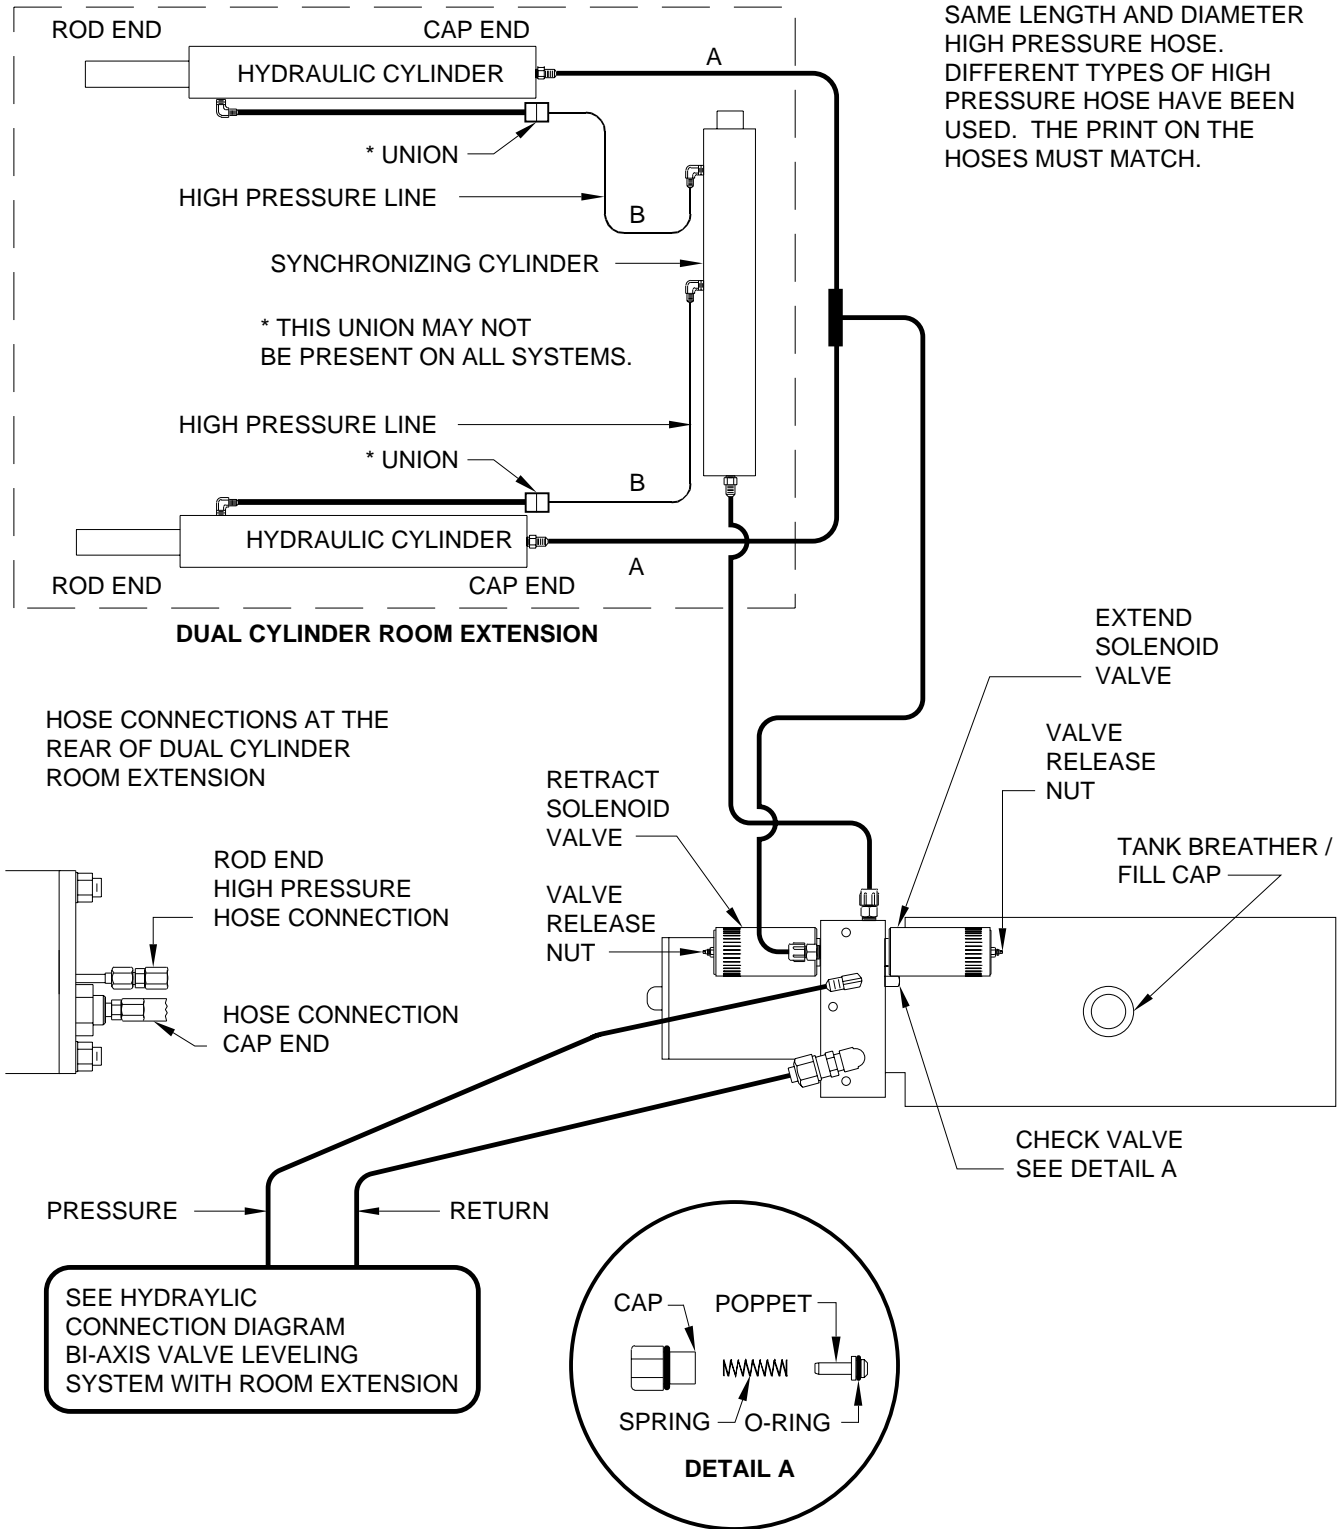 SAME LENGTH AND DIAMETER
HIGH PRESSURE HOSE.
DIFFERENT TYPES OF HIGH
PRESSURE HOSE HAVE BEEN
USED.  THE PRINT ON THE
HOSES MUST MATCH.
ROD END
CAP END
HYDRAULIC CYLINDER
A
* UNION
HIGH PRESSURE LINE
B
SYNCHRONIZING CYLINDER
* THIS UNION MAY NOT
BE PRESENT ON ALL SYSTEMS.
HIGH PRESSURE LINE
* UNION
B
HYDRAULIC CYLINDER
A
ROD END
CAP END
DUAL CYLINDER ROOM EXTENSION
EXTEND
SOLENOID
VALVE
HOSE CONNECTIONS AT THE
REAR OF DUAL CYLINDER
ROOM EXTENSION
VALVE
RELEASE
NUT
RETRACT
SOLENOID
VALVE
TANK BREATHER /
FILL CAP
ROD END
HIGH PRESSURE
HOSE CONNECTION
VALVE
RELEASE
NUT
HOSE CONNECTION
CAP END
CHECK VALVE
SEE DETAIL A
PRESSURE
RETURN
SEE HYDRAYLIC
CONNECTION DIAGRAM
BI-AXIS VALVE LEVELING
SYSTEM WITH ROOM EXTENSION
CAP
POPPET
SPRING
O-RING
DETAIL A